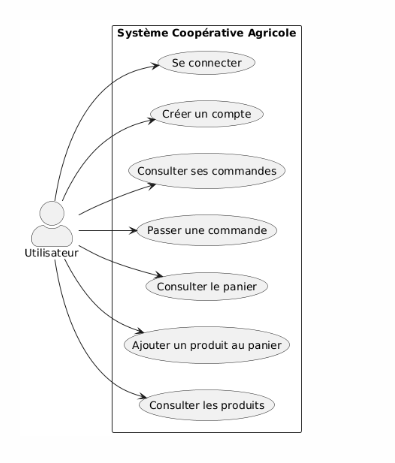 Système Coopérative Agricole
Se connecter
Créer un compte
Consulter ses commandes
Passer une commande
Utilisateur
Consulter le panier
Ajouter un produit au panier
Consulter les produits